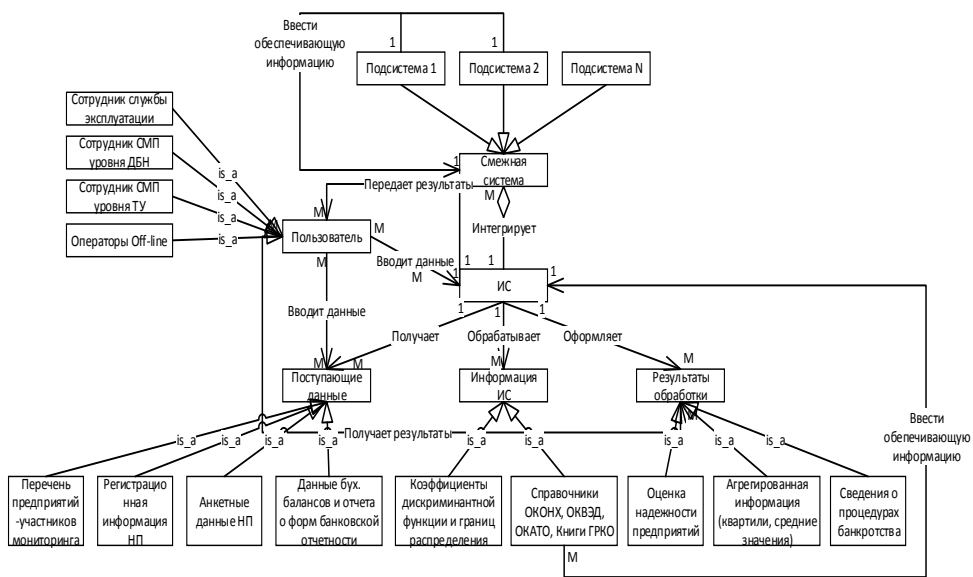 Ввести
обеспечивающую
информацию
1
1
Подсистема 1
Подсистема 2
Подсистема N
Сотрудник службы
эксплуатации
Сотрудник СМП
уровня ДБН
Сотрудник СМП
уровня ТУ
Операторы Off-line
is_a
is_a
is_a
is_a
1
Смежная
система
Передает результаты
M
M
Интегрирует
Пользователь
M
M
Вводит данные
M
1
1
1
1
ИС
Вводит данные
1
1
1
Получает
Обрабатывает
Оформляет
M
M
M
M
Поступающие
данные
Информация
ИС
Результаты
обработки
M
Получает результаты
Ввести
обепечивающую
информацию
is_a
is_a
is_a
is_a
is_a
is_a
is_a
is_a
is_a
Перечень
предприятий
-участников
мониторинга
Регистрацио
нная
информация
НП
Анкетные
данные НП
Данные бух.
балансов и отчета
о форм банковской
отчетности
Коэффициенты
дискриминантной
функции и границ
распределения
Справочники
ОКОНХ, ОКВЭД,
ОКАТО, Книги ГРКО
Оценка
надежности
предприятий
Агрегированная
информация
(квартили, средние
значения)
Сведения о
процедурах
банкротства
M